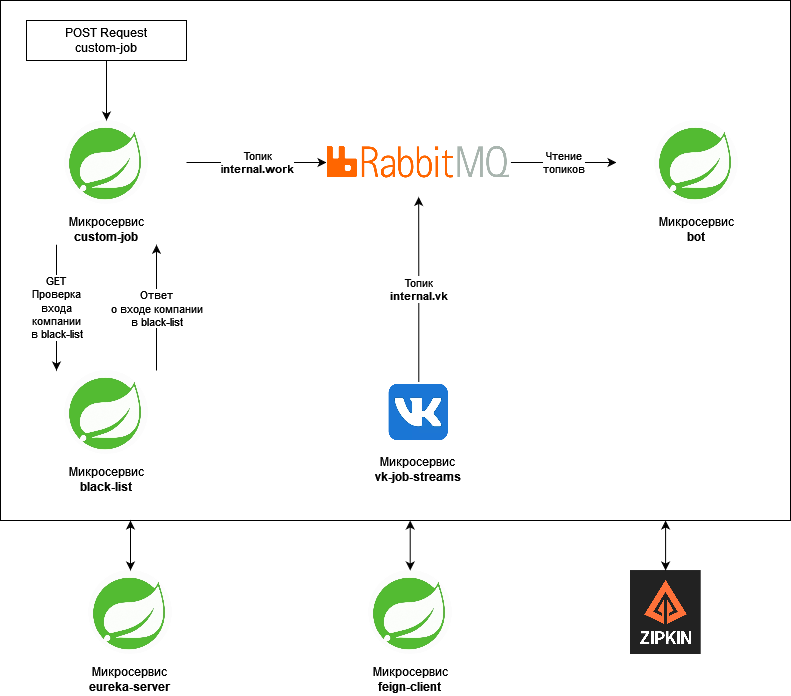 POST Request
custom-job
Топик
internal.work
RabbitMQ
Чтение
топиков
Микросервис
custom-job
Микросервис
bot
GET
Проверка
входа
компании
в black-list
Ответ
о входе компании
в black-list
Топик
internal.vk
Микросервис
black-list
Микросервис
vk-job-streams
ZIPKIN
Микросервис
eureka-server
Микросервис
feign-client